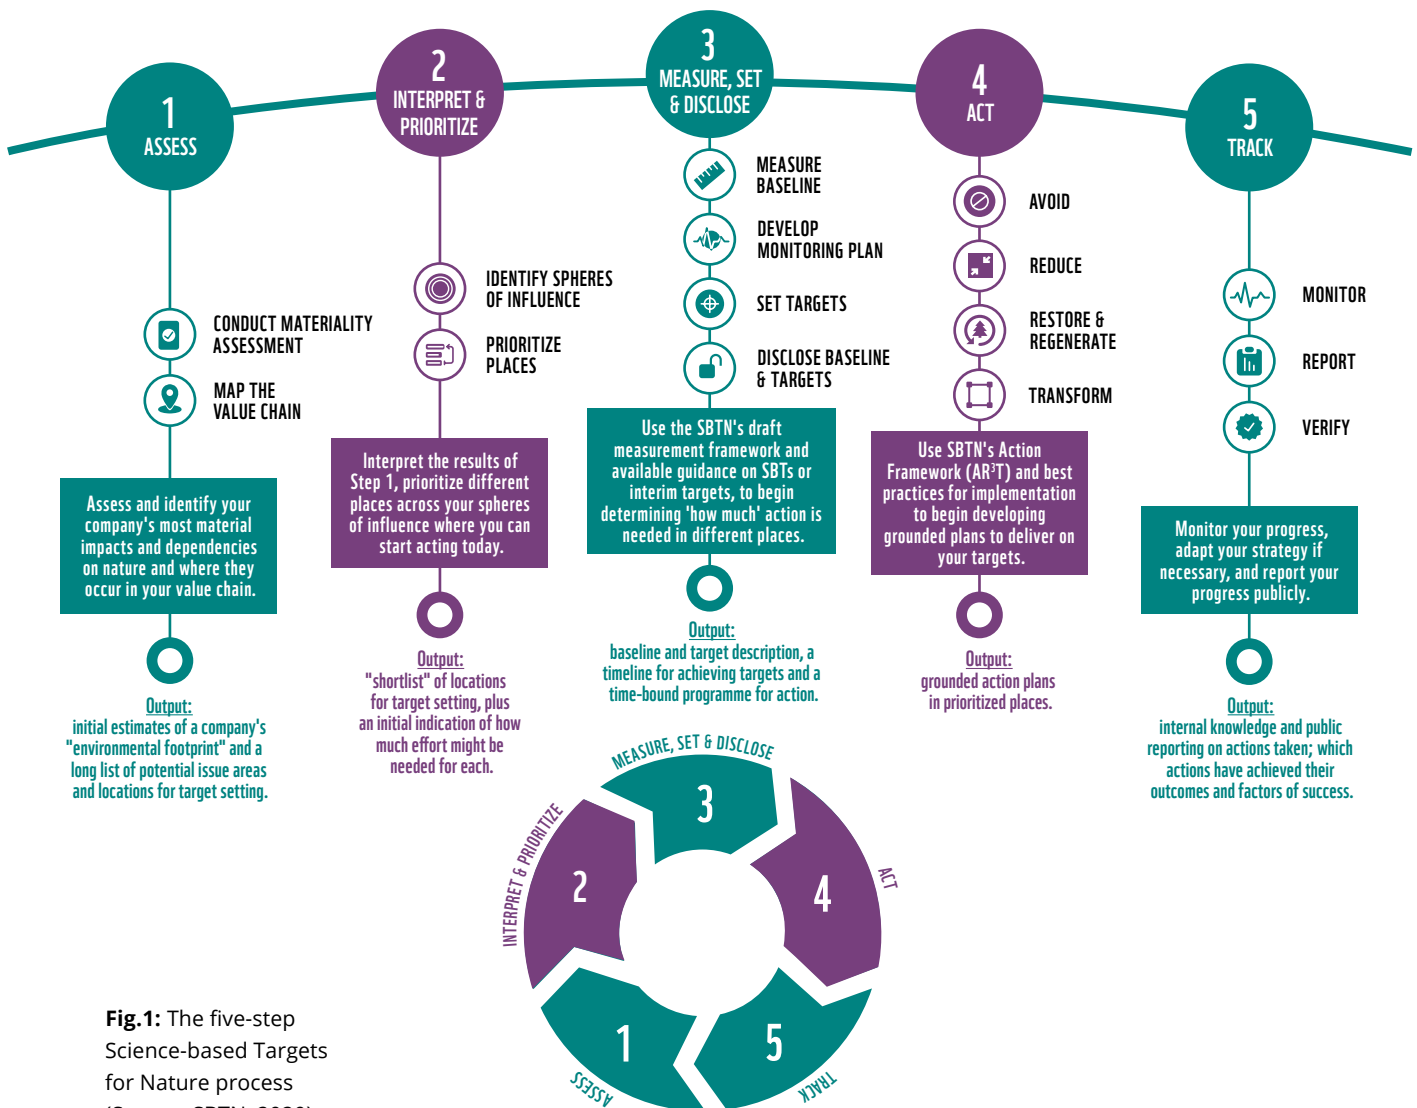 1
ASSESS
CONDUCT MATERIALITY
ASSESSMENT
MAP THE
VALUE CHAIN
Assess and identify your
company's most material
impacts and dependencies
on nature and where they
occur in your value chain.
Output:
initial estimates of a company's
"environmental footprint" and a
long list of potential issue areas
and locations for target setting.
2
INTERPRET &
PRIORITIZE
IDENTIFY SPHERES
OF INFLUENCE
PRIORITIZE
PLACES
Interpret the results of
Step 1, prioritize different
places across your spheres
of influence where you can
start acting today.
Output:
"shortlist" of locations
for target setting, plus
an initial indication of how
much effort might be
needed for each.
3
MEASURE, SET
& DISCLOSE
MEASURE
BASELINE
DEVELOP
MONITORING PLAN
SET TARGETS
DISCLOSE BASELINE
& TARGETS
Use the SBTN's draft
measurement framework and
available guidance on SBTs or
interim targets, to begin
determining 'how much' action is
needed in different places.
Output:
baseline and target description, a
timeline for achieving targets and a
time-bound programme for action.
4
ACT
AVOID
REDUCE
RESTORE &
REGENERATE
TRANSFORM
Use SBTN's Action
Framework (AR³T) and best
practices for implementation
to begin developing
grounded plans to deliver on
your targets.
Output:
grounded action plans
in prioritized places.
5
TRACK
MONITOR
REPORT
VERIFY
Monitor your progress,
adapt your strategy if
necessary, and report your
progress publicly.
Output:
internal knowledge and public
reporting on actions taken; which
actions have achieved their
outcomes and factors of success.
1
ASSESS
2
INTERPRET & PRIORITIZE
3
MEASURE, SET & DISCLOSE
4
ACT
5
TRACK
Fig.1: The five-step
Science-based Targets
for Nature process
(Source: SBTN, 2020)